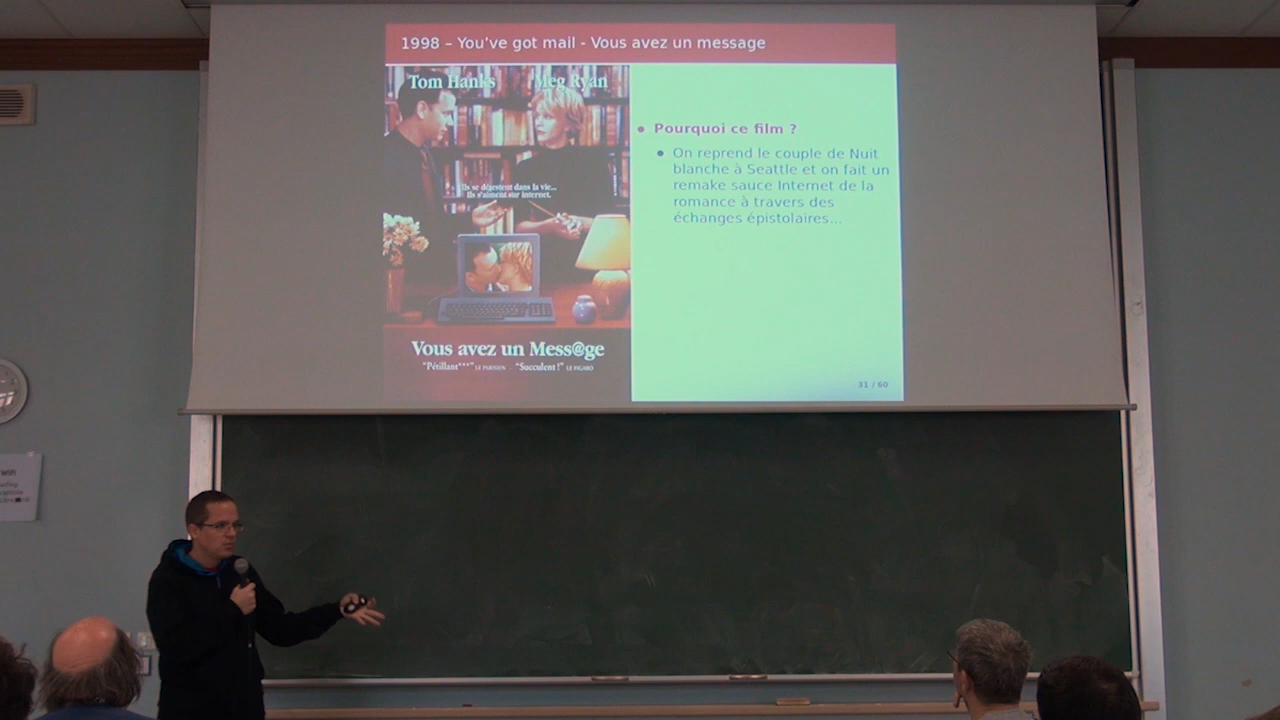 1998 – You've got mail - Vous avez un message
Tom Hanks Meg Ryan
Ils se détestent dans la vie...
Ils s'aiment sur internet.
Vous avez un Mess@ge
“Pétillant***” LE PARISIEN “Succulent !” LE FIGARO
• Pourquoi ce film ?
• On reprend le couple de Nuit
blanche à Seattle et on fait un
remake sauce Internet de la
romance à travers des
échanges épistolaires...
31 / 60